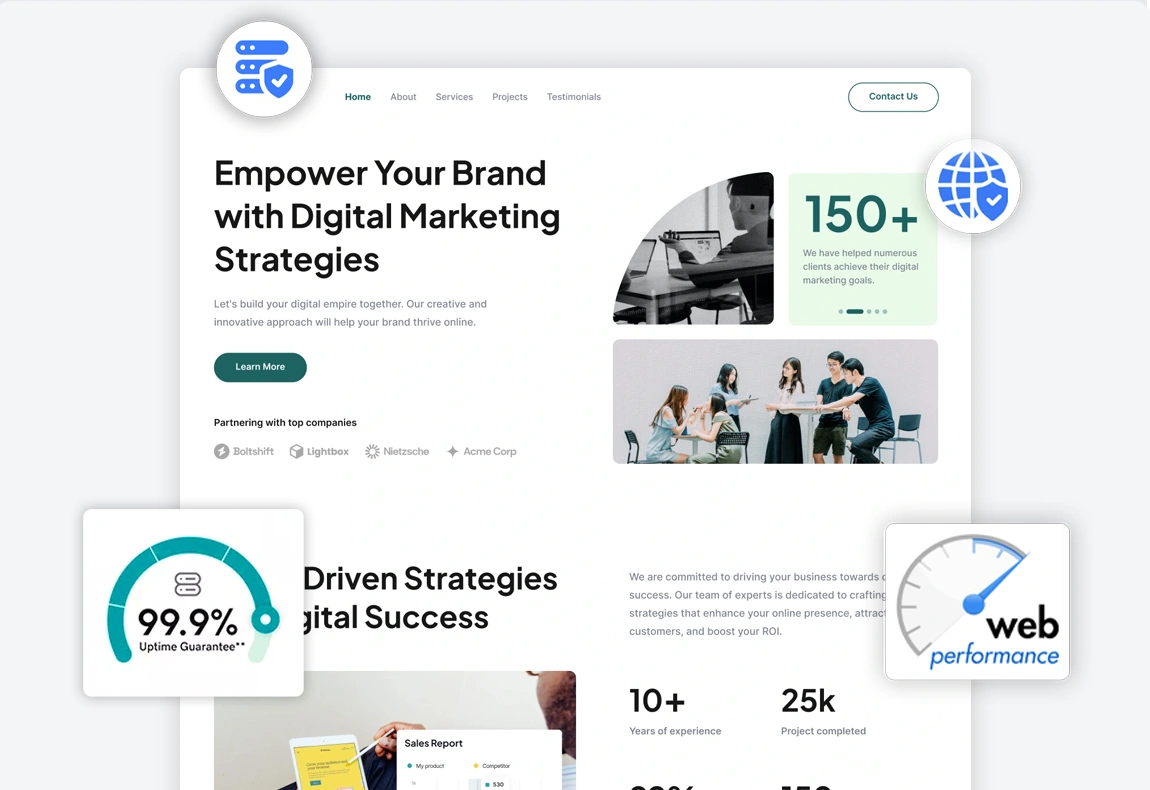 Home About Services Projects Testimonials
Contact Us
Empower Your Brand
with Digital Marketing
Strategies
Let's build your digital empire together. Our creative and
innovative approach will help your brand thrive online.
Learn More
Partnering with top companies
Boltshift Lightbox Nietzsche Acme Corp
150+
We have helped numerous
clients achieve their digital
marketing goals.
99.9%
Uptime Guarantee**
Driven Strategies
gital Success
We are committed to driving your business towards
success. Our team of experts is dedicated to crafting
strategies that enhance your online presence, attract
customers, and boost your ROI.
web
performance
10+
Years of experience
25k
Project completed
Sales Report
My product Competitor
530